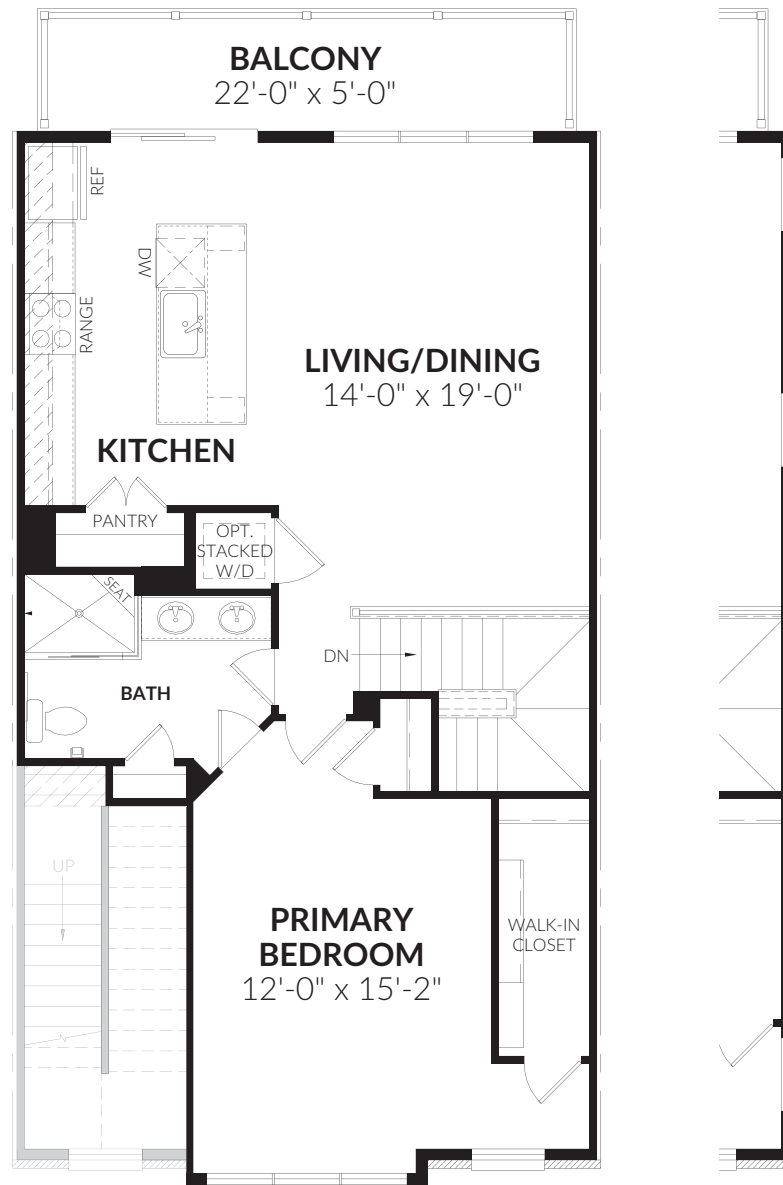 BALCONY
22'-0" x 5'-0"
REF
DW
RANGE
LIVING/DINING
14'-0" x 19'-0"
KITCHEN
PANTRY
OPT.
STACKED
W/D
SEAT
DN
BATH
UP
PRIMARY
BEDROOM
12'-0" x 15'-2"
WALK-IN
CLOSET